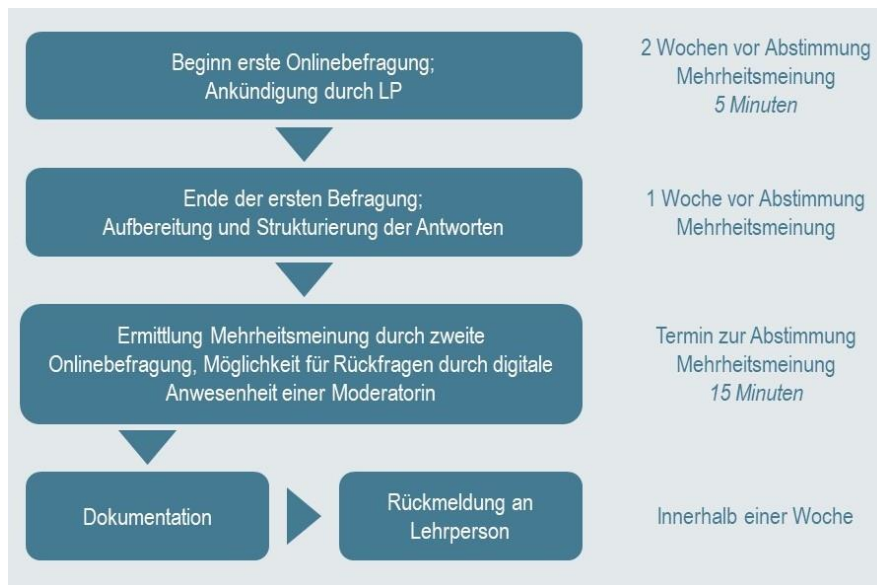 Beginn erste Onlinebefragung;
Ankündigung durch LP
2 Wochen vor Abstimmung
Mehrheitsmeinung
5 Minuten
Ende der ersten Befragung;
Aufbereitung und Strukturierung der Antworten
1 Woche vor Abstimmung
Mehrheitsmeinung
Ermittlung Mehrheitsmeinung durch zweite
Onlinebefragung, Möglichkeit für Rückfragen durch digitale
Anwesenheit einer Moderatorin
Termin zur Abstimmung
Mehrheitsmeinung
15 Minuten
Dokumentation
Rückmeldung an
Lehrperson
Innerhalb einer Woche